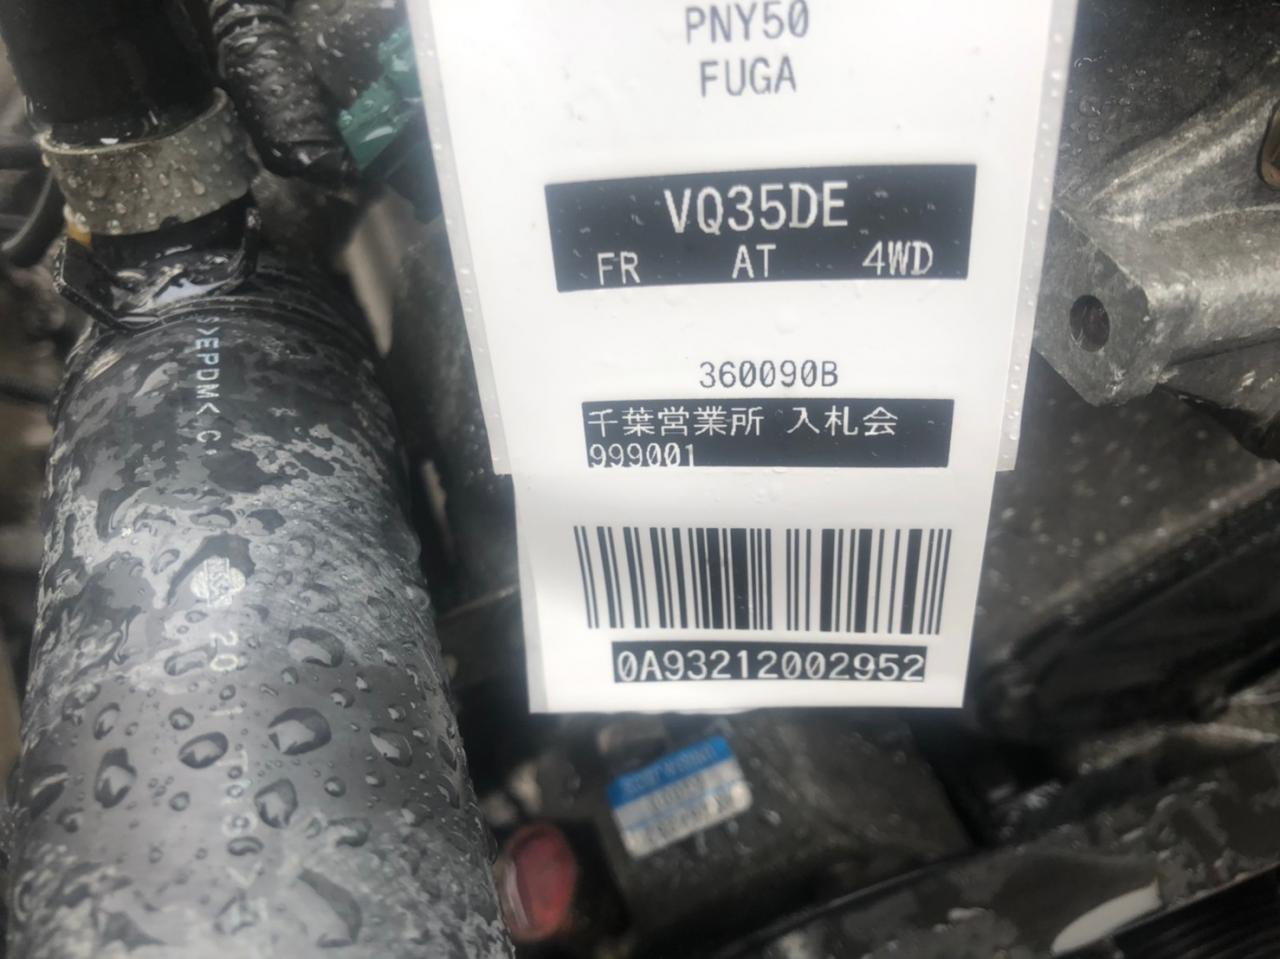 PNY50
FUGA
VQ35DE
FR AT 4WD
360090B
千葉営業所 入札会
999001
0A93212002952
S>EPDM<